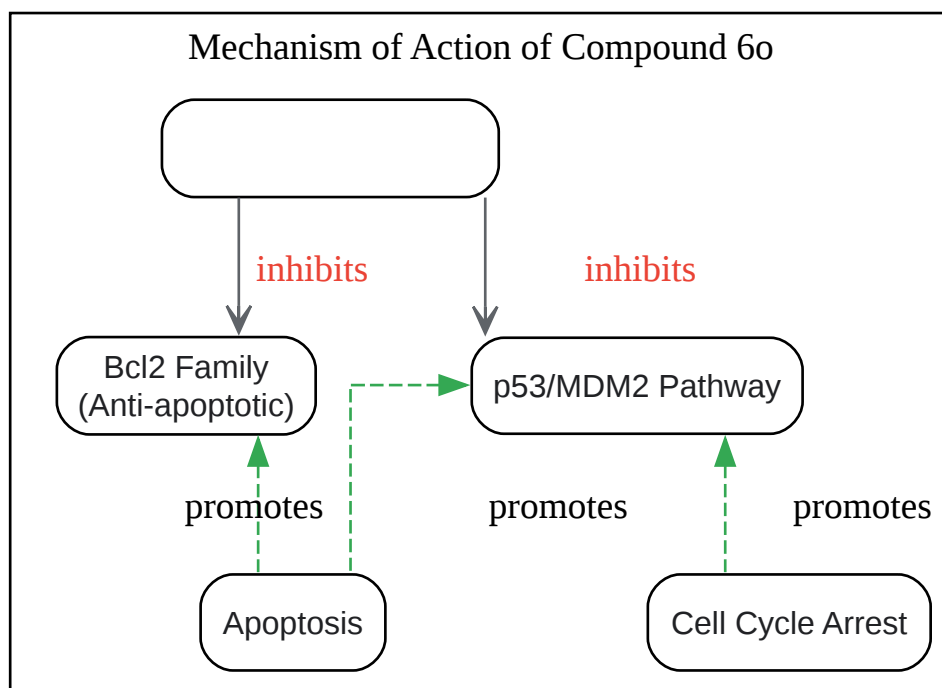 Mechanism of Action of Compound 6o
inhibits
inhibits
Bcl2 Family
(Anti-apoptotic)
p53/MDM2 Pathway
promotes
promotes
promotes
Apoptosis
Cell Cycle Arrest